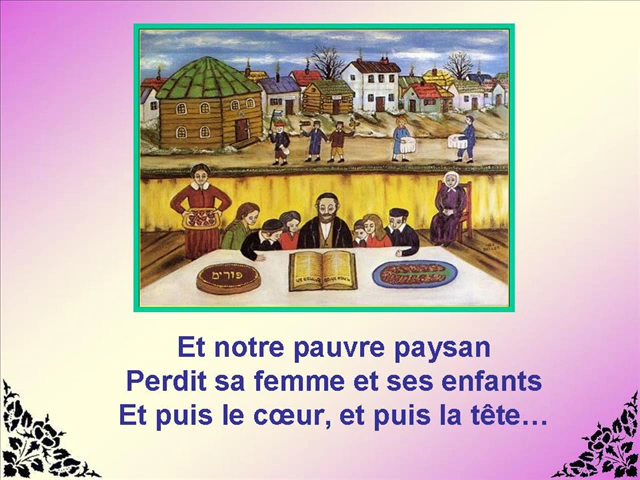 פורים
Et notre pauvre paysan
Perdit sa femme et ses enfants
Et puis le cœur, et puis la tête…